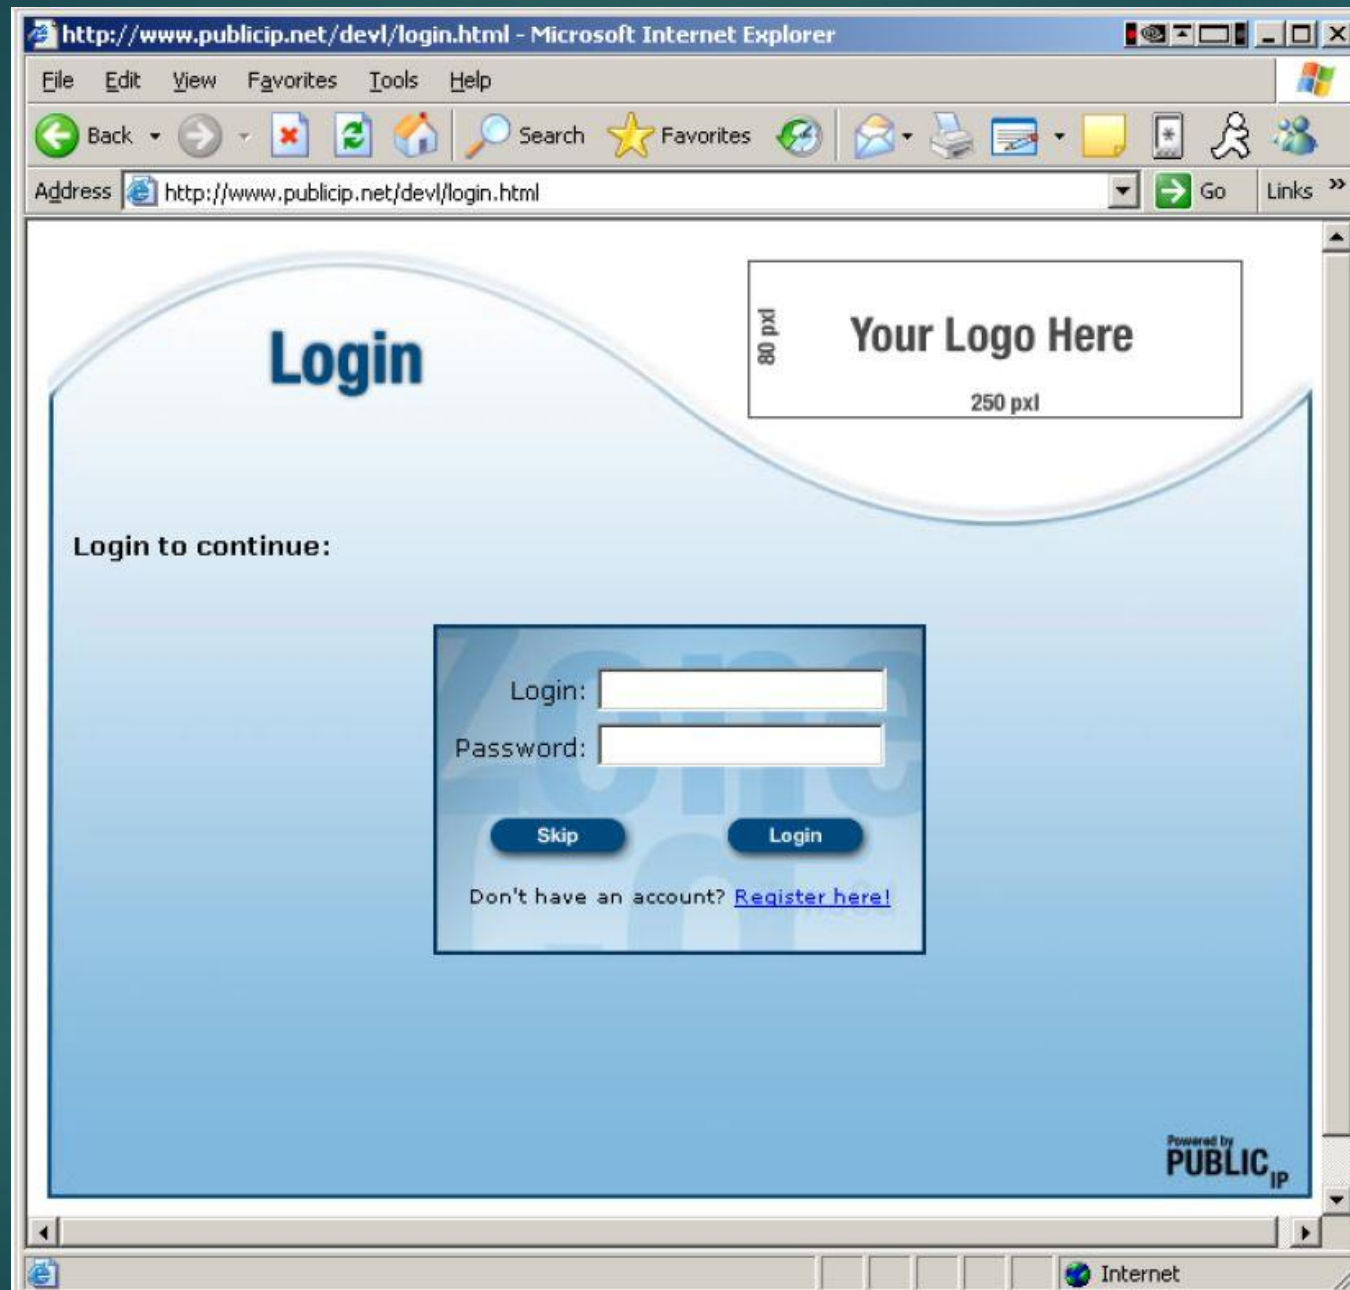 http://www.publicip.net/devl/login.html - Microsoft Internet Explorer
File Edit View Favorites Tools Help
Back Search Favorites
Address http://www.publicip.net/devl/login.html Go Links »
Login
80 pxl
Your Logo Here
250 pxl
Login to continue:
Login:
Password:
Skip Login
Don't have an account? Register here!
Powered by
PUBLIC IP
Internet